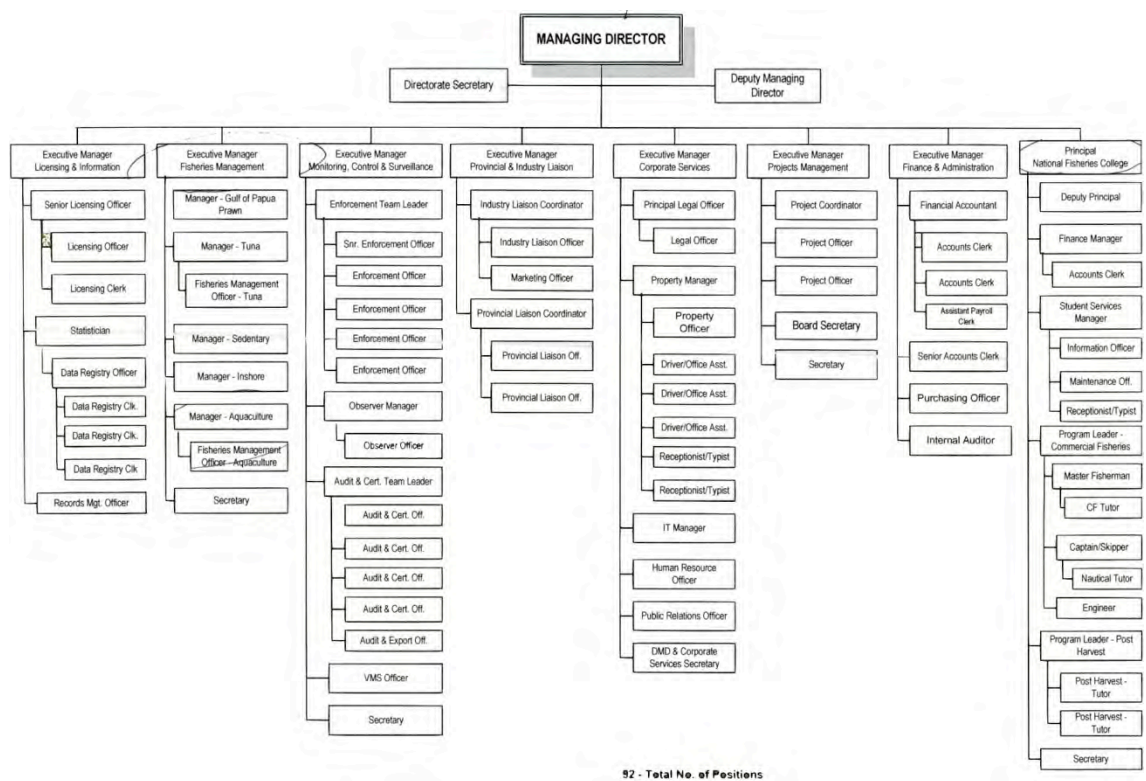 MANAGING DIRECTOR
Directorate Secretary
Deputy Managing
Director
Executive Manager
Licensing & Information
Senior Licensing Officer
Licensing Officer
Licensing Clerk
Statistician
Data Registry Officer
Data Registry Clk.
Data Registry Clk.
Data Registry Clk
Records Mgt. Officer
Executive Manager
Fisheries Management
Manager - Gulf of Papua
Prawn
Manager - Tuna
Fisheries Management
Officer - Tuna
Manager - Sedentary
Manager - Inshore
Manager - Aquaculture
Fisheries Management
Officer - Aquaculture
Secretary
Executive Manager
Monitoring, Control & Surveillance
Enforcement Team Leader
Snr. Enforcement Officer
Enforcement Officer
Enforcement Officer
Enforcement Officer
Enforcement Officer
Observer Manager
Observer Officer
Audit & Cert. Team Leader
Audit & Cert. Off.
Audit & Cert. Off.
Audit & Cert. Off.
Audit & Cert. Off.
Audit & Export Off.
VMS Officer
Secretary
Executive Manager
Provincial & Industry Liaison
Industry Liaison Coordinator
Industry Liaison Officer
Marketing Officer
Provincial Liaison Coordinator
Provincial Liaison Off.
Provincial Liaison Off.
Executive Manager
Corporate Services
Principal Legal Officer
Legal Officer
Property Manager
Property
Officer
Driver/Office Asst.
Driver/Office Asst.
Driver/Office Asst.
Receptionist/Typist
Receptionist/Typist
IT Manager
Human Resource
Officer
Public Relations Officer
DMD & Corporate
Services Secretary
Executive Manager
Projects Management
Project Coordinator
Project Officer
Project Officer
Board Secretary
Secretary
Executive Manager
Finance & Administration
Financial Accountant
Accounts Clerk
Accounts Clerk
Assistant Payroll
Clerk
Senior Accounts Clerk
Purchasing Officer
Internal Auditor
Principal
National Fisheries College
Deputy Principal
Finance Manager
Accounts Clerk
Student Services
Manager
Information Officer
Maintenance Off.
Receptionist/Typist
Program Leader -
Commercial Fisheries
Master Fisherman
CF Tutor
Captain/Skipper
Nautical Tutor
Engineer
Program Leader - Post
Harvest
Post Harvest -
Tutor
Post Harvest -
Tutor
Secretary
92 - Total No. of Positions